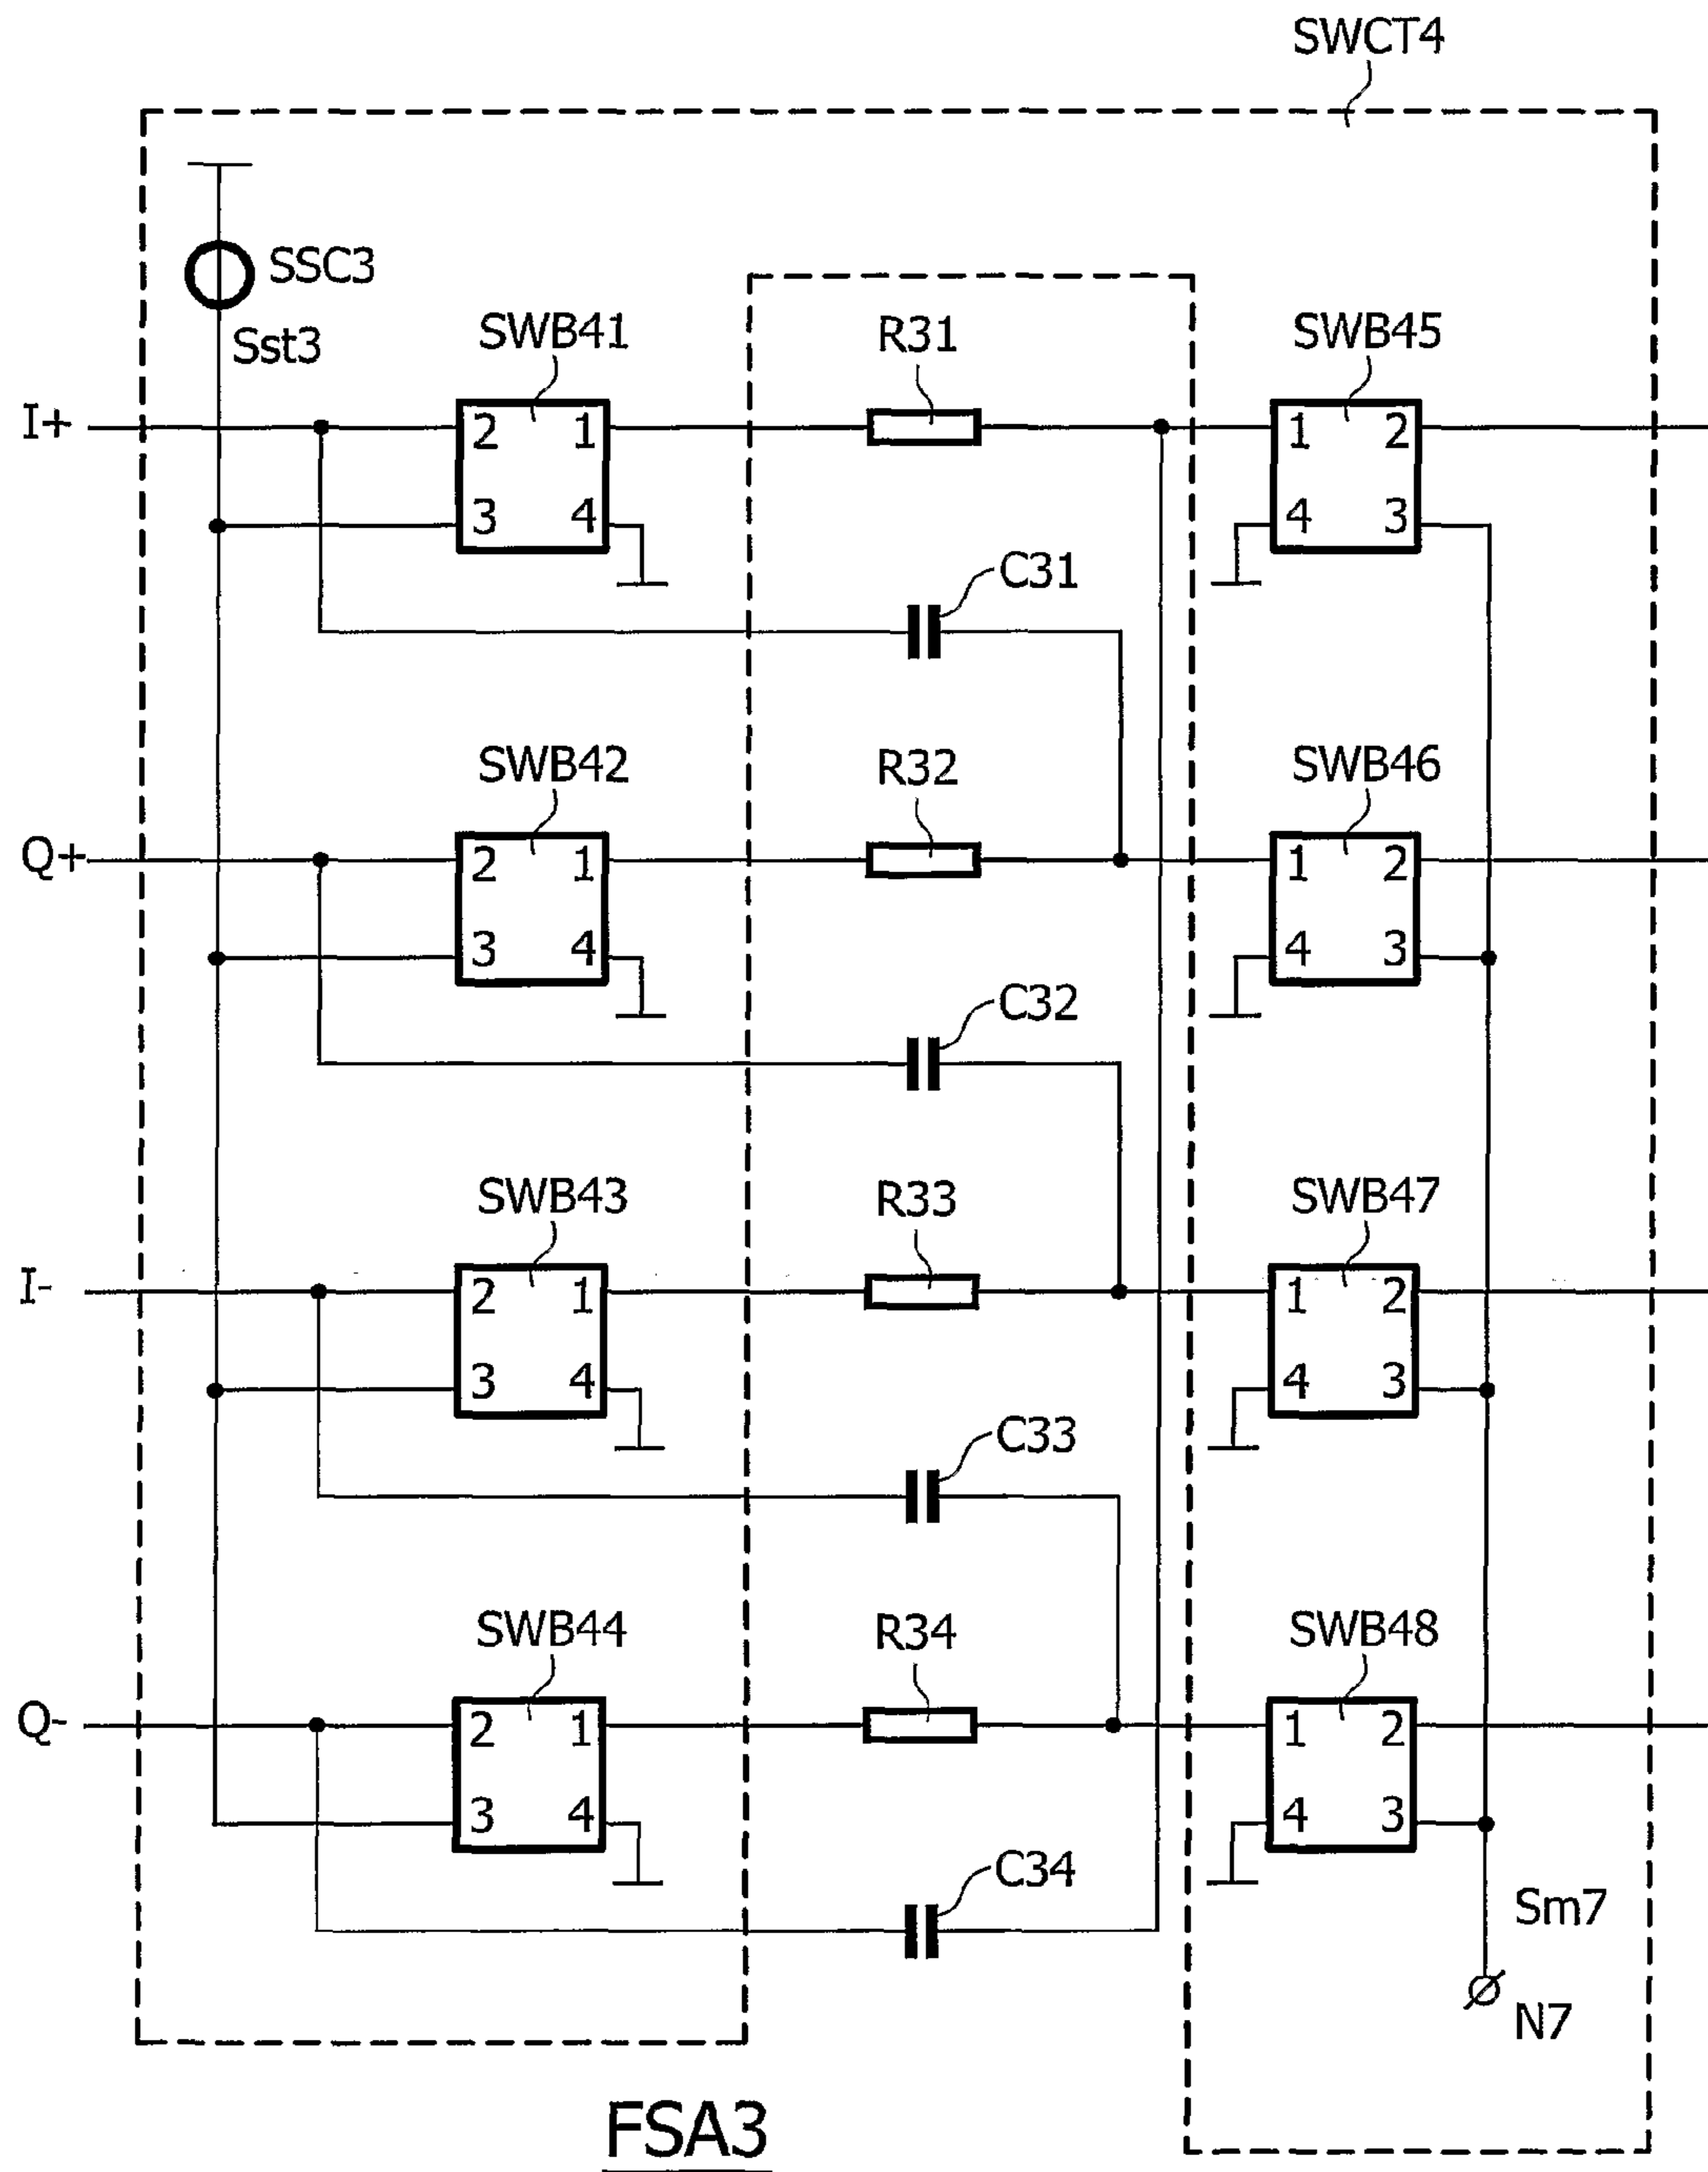 SWCT4
SSC3
Sst3
SWB41
R31
SWB45
I+
2 1
1 2
3 4
4 3
C31
SWB42
R32
SWB46
Q+
2 1
1 2
3 4
4 3
C32
SWB43
R33
SWB47
I-
2 1
1 2
3 4
4 3
C33
SWB44
R34
SWB48
Q-
2 1
1 2
3 4
4 3
C34
Sm7
N7
FSA3